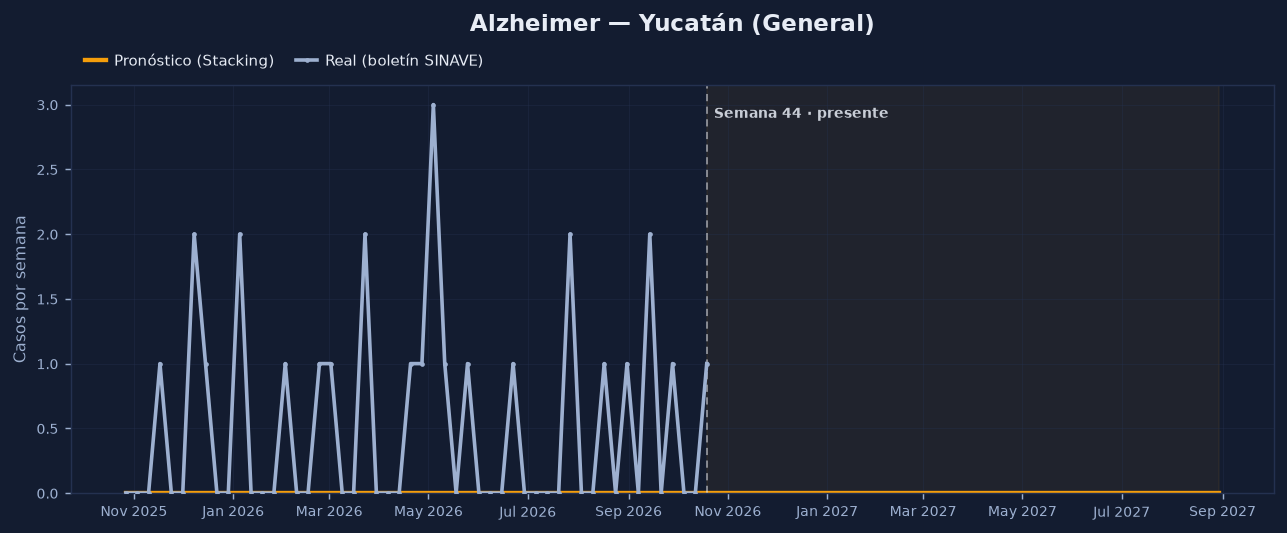 Alzheimer — Yucatán (General)
Pronóstico (Stacking)
Real (boletín SINAVE)
Semana 44 · presente
Casos por semana
3.0
2.5
2.0
1.5
1.0
0.5
0.0
Nov 2025
Jan 2026
Mar 2026
May 2026
Jul 2026
Sep 2026
Nov 2026
Jan 2027
Mar 2027
May 2027
Jul 2027
Sep 2027